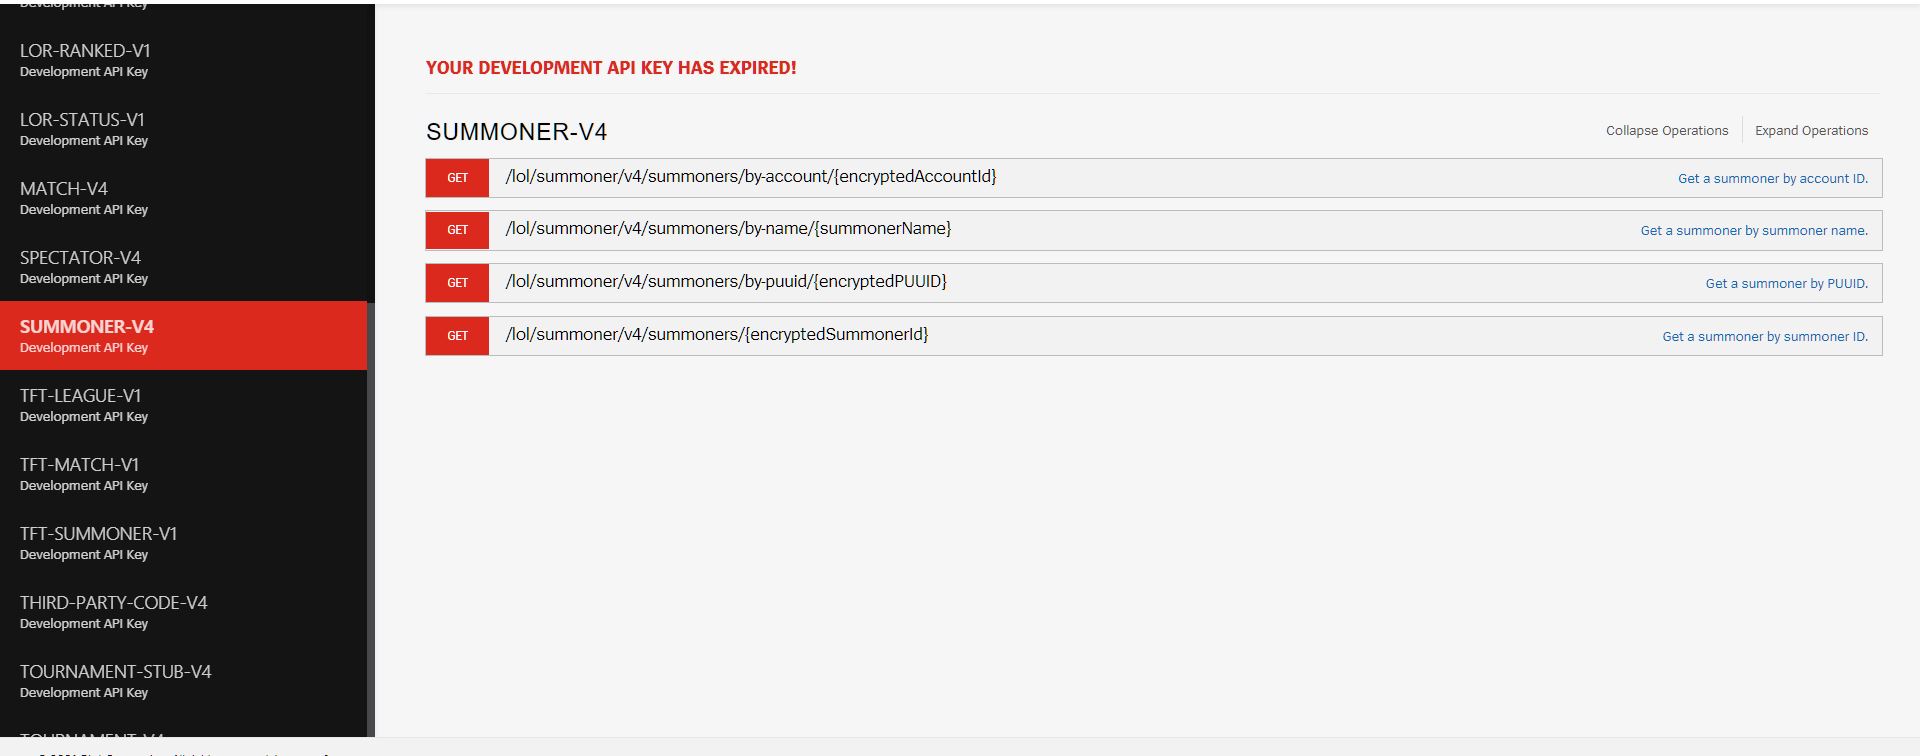 Development API Key
LOR-RANKED-V1
Development API Key
LOR-STATUS-V1
Development API Key
MATCH-V4
Development API Key
SPECTATOR-V4
Development API Key
SUMMONER-V4
Development API Key
TFT-LEAGUE-V1
Development API Key
TFT-MATCH-V1
Development API Key
TFT-SUMMONER-V1
Development API Key
THIRD-PARTY-CODE-V4
Development API Key
TOURNAMENT-STUB-V4
Development API Key
TOURNAMENT-V4
YOUR DEVELOPMENT API KEY HAS EXPIRED!
SUMMONER-V4
Collapse Operations
Expand Operations
GET /lol/summoner/v4/summoners/by-account/{encryptedAccountId} Get a summoner by account ID.
GET /lol/summoner/v4/summoners/by-name/{summonerName} Get a summoner by summoner name.
GET /lol/summoner/v4/summoners/by-puuid/{encryptedPUUID} Get a summoner by PUUID.
GET /lol/summoner/v4/summoners/{encryptedSummonerId} Get a summoner by summoner ID.